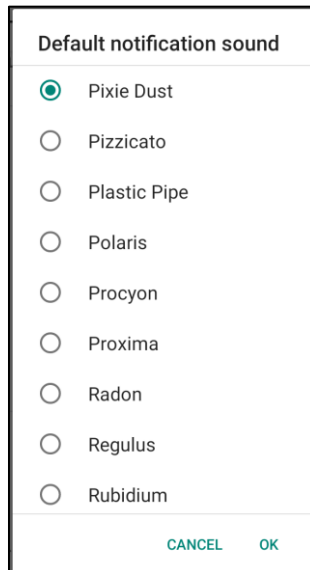 Default notification sound
Pixie Dust
Pizzicato
Plastic Pipe
Polaris
Procyon
Proxima
Radon
Regulus
Rubidium
CANCEL OK